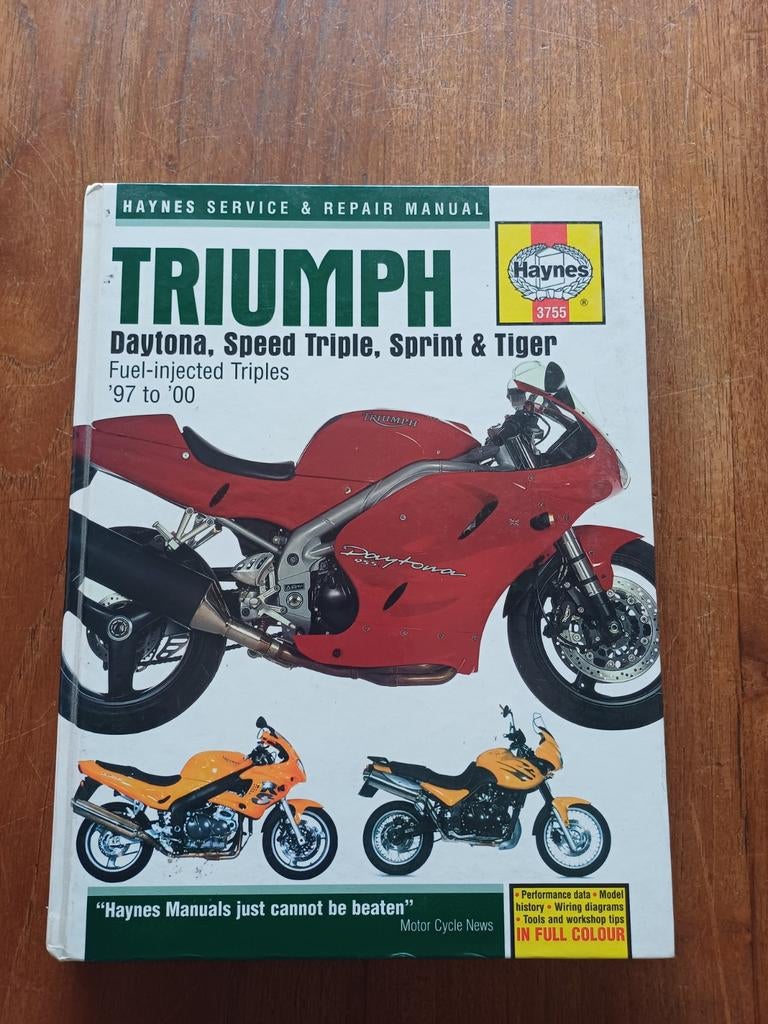 HAYNES SERVICE & REPAIR MANUAL
TRIUMPH
Haynes
®
3755
Daytona, Speed Triple, Sprint & Tiger
Fuel-injected Triples
'97 to '00
TRIUMPH
Daytona
955i
"Haynes Manuals just cannot be beaten"
Motor Cycle News
• Performance data • Model
history • Wiring diagrams
• Tools and workshop tips
IN FULL COLOUR